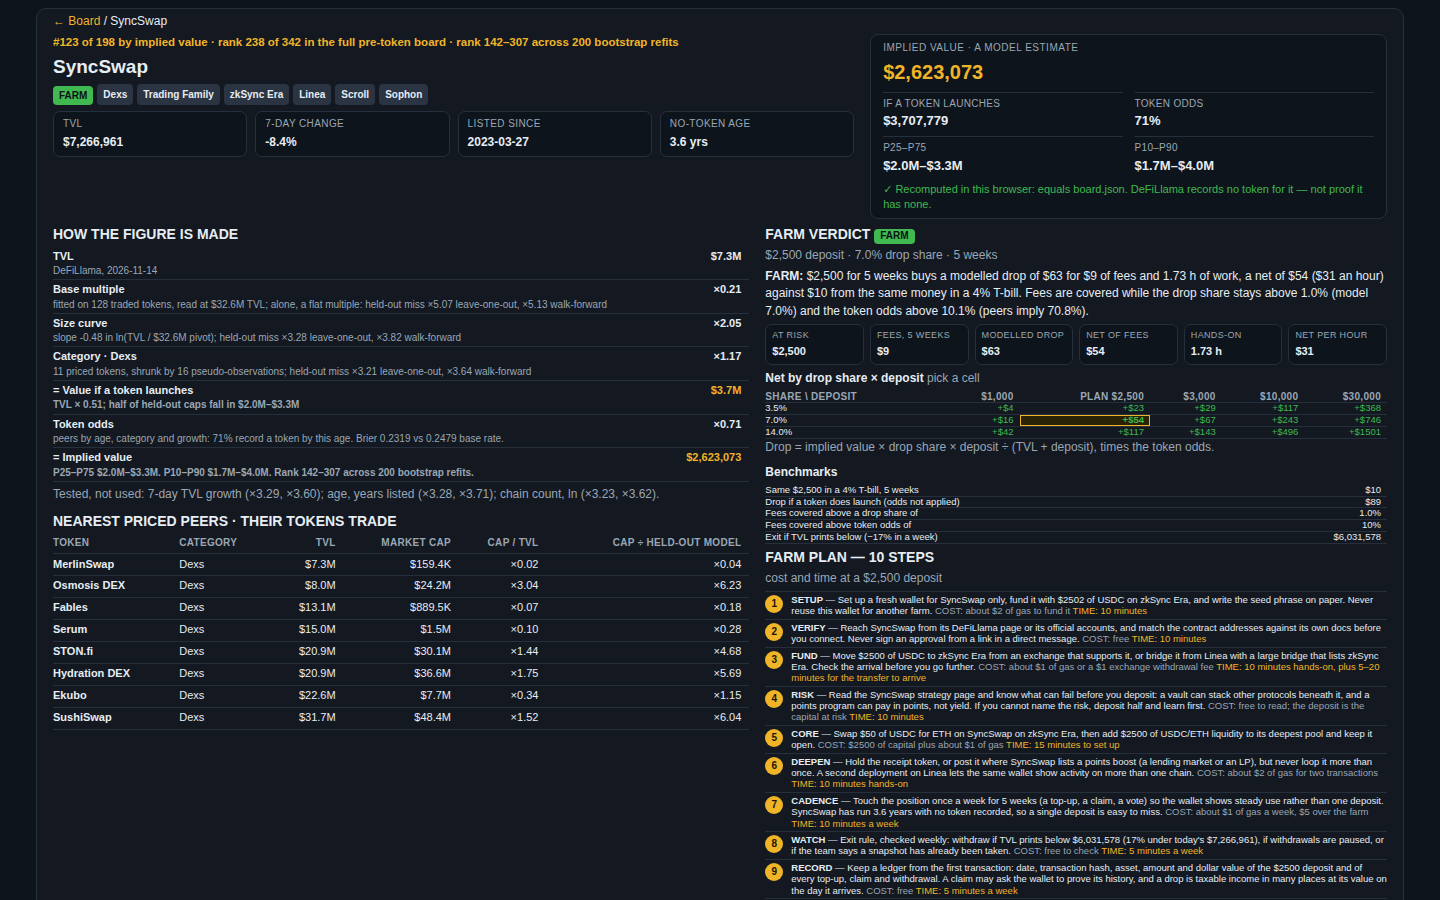 ← Board / SyncSwap
#123 of 198 by implied value · rank 238 of 342 in the full pre-token board · rank 142–307 across 200 bootstrap refits
SyncSwap
FARM Dexs Trading Family zkSync Era Linea Scroll Sophon
TVL
$7,266,961
7-DAY CHANGE
-8.4%
LISTED SINCE
2023-03-27
NO-TOKEN AGE
3.6 yrs
IMPLIED VALUE · A MODEL ESTIMATE
$2,623,073
IF A TOKEN LAUNCHES
$3,707,779
TOKEN ODDS
71%
P25–P75
$2.0M–$3.3M
P10–P90
$1.7M–$4.0M
✓ Recomputed in this browser: equals board.json. DeFiLlama records no token for it — not proof it
has none.
HOW THE FIGURE IS MADE
TVL $7.3M
DeFiLlama, 2026-11-14
Base multiple ×0.21
fitted on 128 traded tokens, read at $32.6M TVL; alone, a flat multiple: held-out miss ×5.07 leave-one-out, ×5.13 walk-forward
Size curve ×2.05
slope -0.48 in ln(TVL / $32.6M pivot); held-out miss ×3.28 leave-one-out, ×3.82 walk-forward
Category · Dexs ×1.17
11 priced tokens, shrunk by 16 pseudo-observations; held-out miss ×3.21 leave-one-out, ×3.64 walk-forward
= Value if a token launches $3.7M
TVL × 0.51; half of held-out caps fall in $2.0M–$3.3M
Token odds ×0.71
peers by age, category and growth: 71% record a token by this age. Brier 0.2319 vs 0.2479 base rate.
= Implied value $2,623,073
P25–P75 $2.0M–$3.3M. P10–P90 $1.7M–$4.0M. Rank 142–307 across 200 bootstrap refits.
Tested, not used: 7-day TVL growth (×3.29, ×3.60); age, years listed (×3.28, ×3.71); chain count, ln (×3.23, ×3.62).
NEAREST PRICED PEERS · THEIR TOKENS TRADE
TOKEN CATEGORY TVL MARKET CAP CAP / TVL CAP ÷ HELD-OUT MODEL
MerlinSwap Dexs $7.3M $159.4K ×0.02 ×0.04
Osmosis DEX Dexs $8.0M $24.2M ×3.04 ×6.23
Fables Dexs $13.1M $889.5K ×0.07 ×0.18
Serum Dexs $15.0M $1.5M ×0.10 ×0.28
STON.fi Dexs $20.9M $30.1M ×1.44 ×4.68
Hydration DEX Dexs $20.9M $36.6M ×1.75 ×5.69
Ekubo Dexs $22.6M $7.7M ×0.34 ×1.15
SushiSwap Dexs $31.7M $48.4M ×1.52 ×6.04
FARM VERDICT FARM
$2,500 deposit · 7.0% drop share · 5 weeks
FARM: $2,500 for 5 weeks buys a modelled drop of $63 for $9 of fees and 1.73 h of work, a net of $54 ($31 an hour)
against $10 from the same money in a 4% T-bill. Fees are covered while the drop share stays above 1.0% (model
7.0%) and the token odds above 10.1% (peers imply 70.8%).
AT RISK
$2,500
FEES, 5 WEEKS
$9
MODELLED DROP
$63
NET OF FEES
$54
HANDS-ON
1.73 h
NET PER HOUR
$31
Net by drop share × deposit pick a cell
SHARE \ DEPOSIT $1,000 PLAN $2,500 $3,000 $10,000 $30,000
3.5% +$4 +$23 +$29 +$117 +$368
7.0% +$16 +$54 +$67 +$243 +$746
14.0% +$42 +$117 +$143 +$496 +$1501
Drop = implied value × drop share × deposit ÷ (TVL + deposit), times the token odds.
Benchmarks
Same $2,500 in a 4% T-bill, 5 weeks $10
Drop if a token does launch (odds not applied) $89
Fees covered above a drop share of 1.0%
Fees covered above token odds of 10%
Exit if TVL prints below (−17% in a week) $6,031,578
FARM PLAN — 10 STEPS
cost and time at a $2,500 deposit
1 SETUP — Set up a fresh wallet for SyncSwap only, fund it with $2502 of USDC on zkSync Era, and write the seed phrase on paper. Never
reuse this wallet for another farm. COST: about $2 of gas to fund it TIME: 10 minutes
2 VERIFY — Reach SyncSwap from its DeFiLlama page or its official accounts, and match the contract addresses against its own docs before
you connect. Never sign an approval from a link in a direct message. COST: free TIME: 10 minutes
3 FUND — Move $2500 of USDC to zkSync Era from an exchange that supports it, or bridge it from Linea with a large bridge that lists zkSync
Era. Check the arrival before you go further. COST: about $1 of gas or a $1 exchange withdrawal fee TIME: 10 minutes hands-on, plus 5–20
minutes for the transfer to arrive
4 RISK — Read the SyncSwap strategy page and know what can fail before you deposit: a vault can stack other protocols beneath it, and a
points program can pay in points, not yield. If you cannot name the risk, deposit half and learn first. COST: free to read; the deposit is the
capital at risk TIME: 10 minutes
5 CORE — Swap $50 of USDC for ETH on SyncSwap on zkSync Era, then add $2500 of USDC/ETH liquidity to its deepest pool and keep it
open. COST: $2500 of capital plus about $1 of gas TIME: 15 minutes to set up
6 DEEPEN — Hold the receipt token, or post it where SyncSwap lists a points boost (a lending market or an LP), but never loop it more than
once. A second deployment on Linea lets the same wallet show activity on more than one chain. COST: about $2 of gas for two transactions
TIME: 10 minutes hands-on
7 CADENCE — Touch the position once a week for 5 weeks (a top-up, a claim, a vote) so the wallet shows steady use rather than one deposit.
SyncSwap has run 3.6 years with no token recorded, so a single deposit is easy to miss. COST: about $1 of gas a week, $5 over the farm
TIME: 10 minutes a week
8 WATCH — Exit rule, checked weekly: withdraw if TVL prints below $6,031,578 (17% under today's $7,266,961), if withdrawals are paused, or
if the team says a snapshot has already been taken. COST: free to check TIME: 5 minutes a week
9 RECORD — Keep a ledger from the first transaction: date, transaction hash, asset, amount and dollar value of the $2500 deposit and of
every top-up, claim and withdrawal. A claim may ask the wallet to prove its history, and a drop is taxable income in many places at its value on
the day it arrives. COST: free TIME: 5 minutes a week